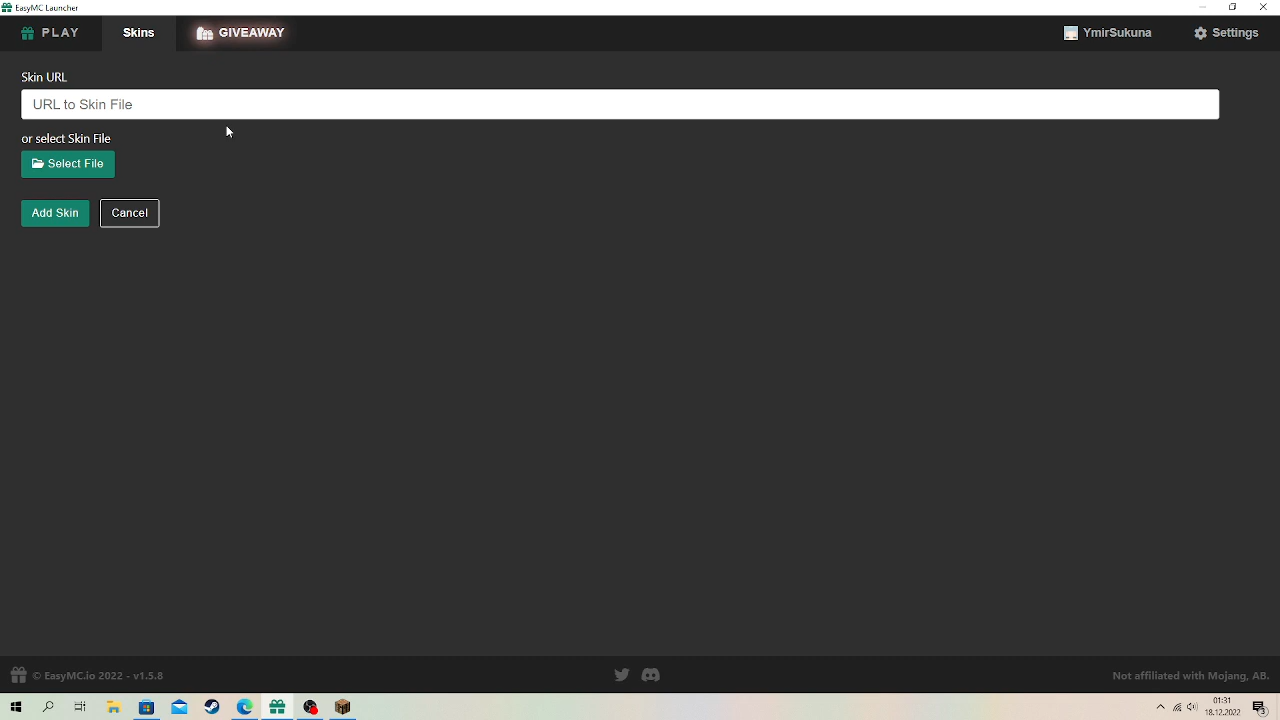 EasyMC Launcher
PLAY
Skins
GIVEAWAY
YmirSukuna
Settings
Skin URL
URL to Skin File
or select Skin File
Select File
Add Skin
Cancel
© EasyMC.io 2022 - v1.5.8
Not affiliated with Mojang, AB.
01:31
18.12.2022
3